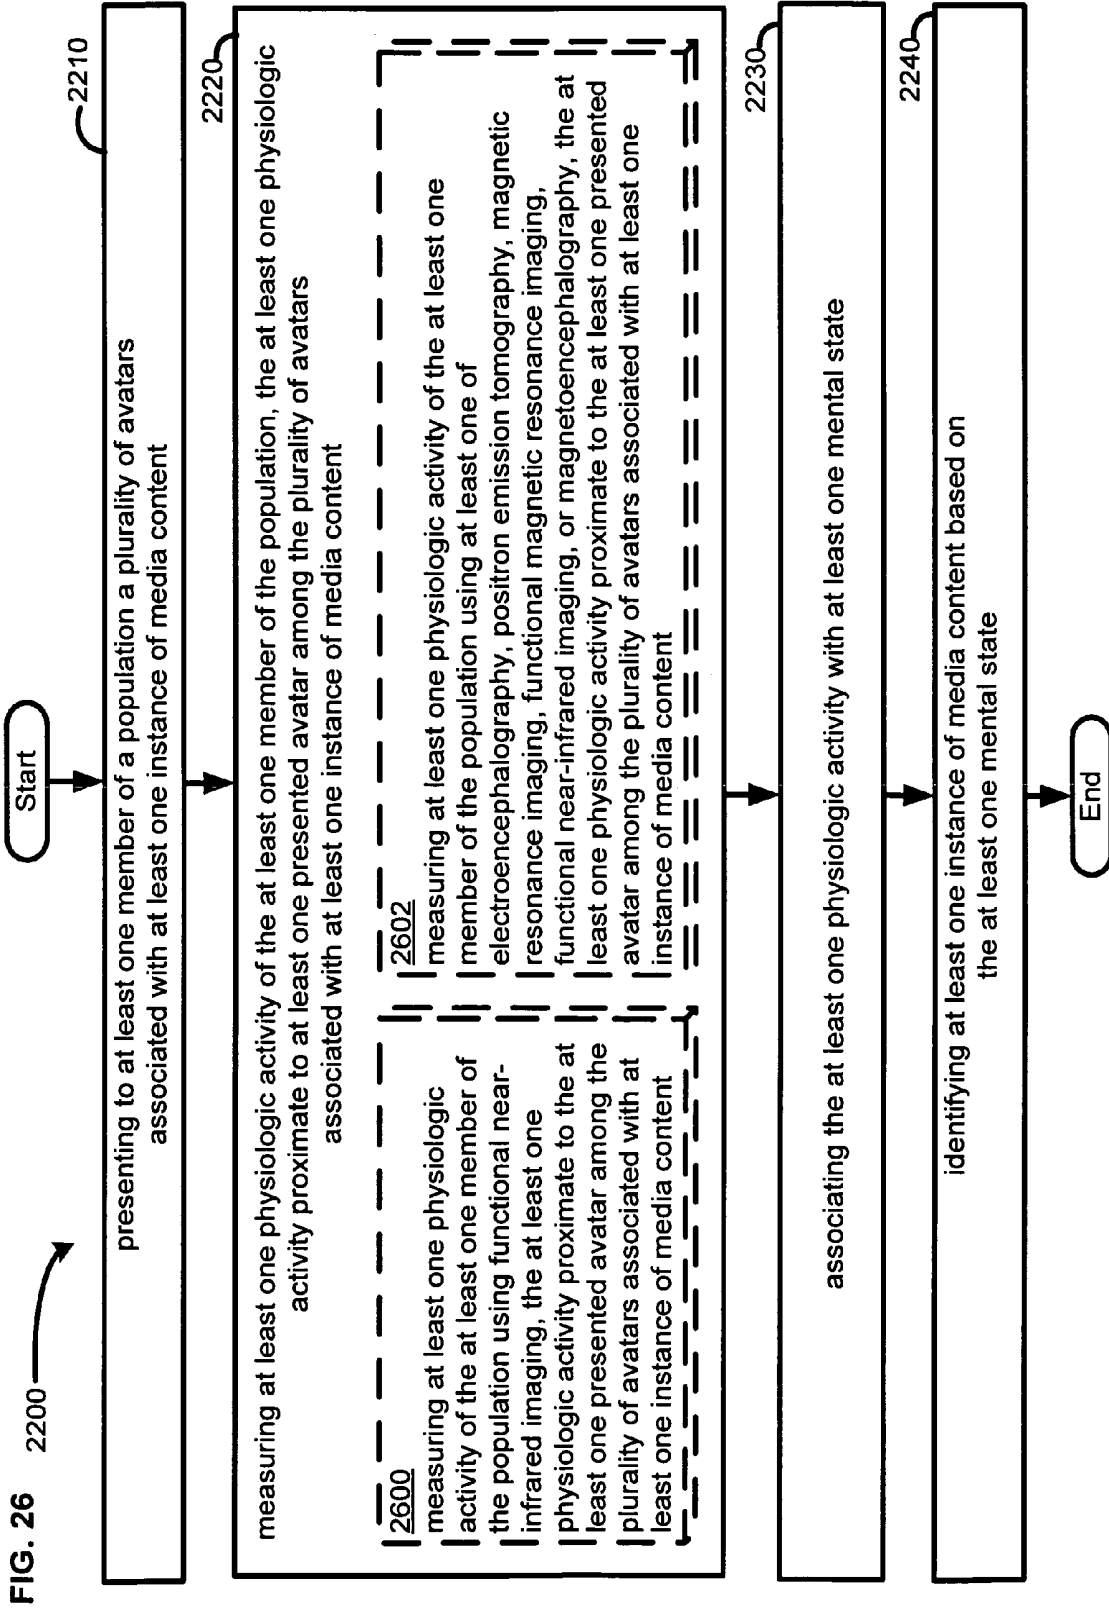 FIG. 26
2200
Start
2210
presenting to at least one member of a population a plurality of avatars
associated with at least one instance of media content
2220
measuring at least one physiologic activity of the at least one member of the population, the at least one physiologic
activity proximate to at least one presented avatar among the plurality of avatars
associated with at least one instance of media content
2600
measuring at least one physiologic
activity of the at least one member of
the population using functional near-
infrared imaging, the at least one
physiologic activity proximate to the at
least one presented avatar among the
plurality of avatars associated with at
least one instance of media content
2602
measuring at least one physiologic activity of the at least one
member of the population using at least one of
electroencephalography, positron emission tomography, magnetic
resonance imaging, functional magnetic resonance imaging,
functional near-infrared imaging, or magnetoencephalography, the at
least one physiologic activity proximate to the at least one presented
avatar among the plurality of avatars associated with at least one
instance of media content
2230
associating the at least one physiologic activity with at least one mental state
2240
identifying at least one instance of media content based on
the at least one mental state
End